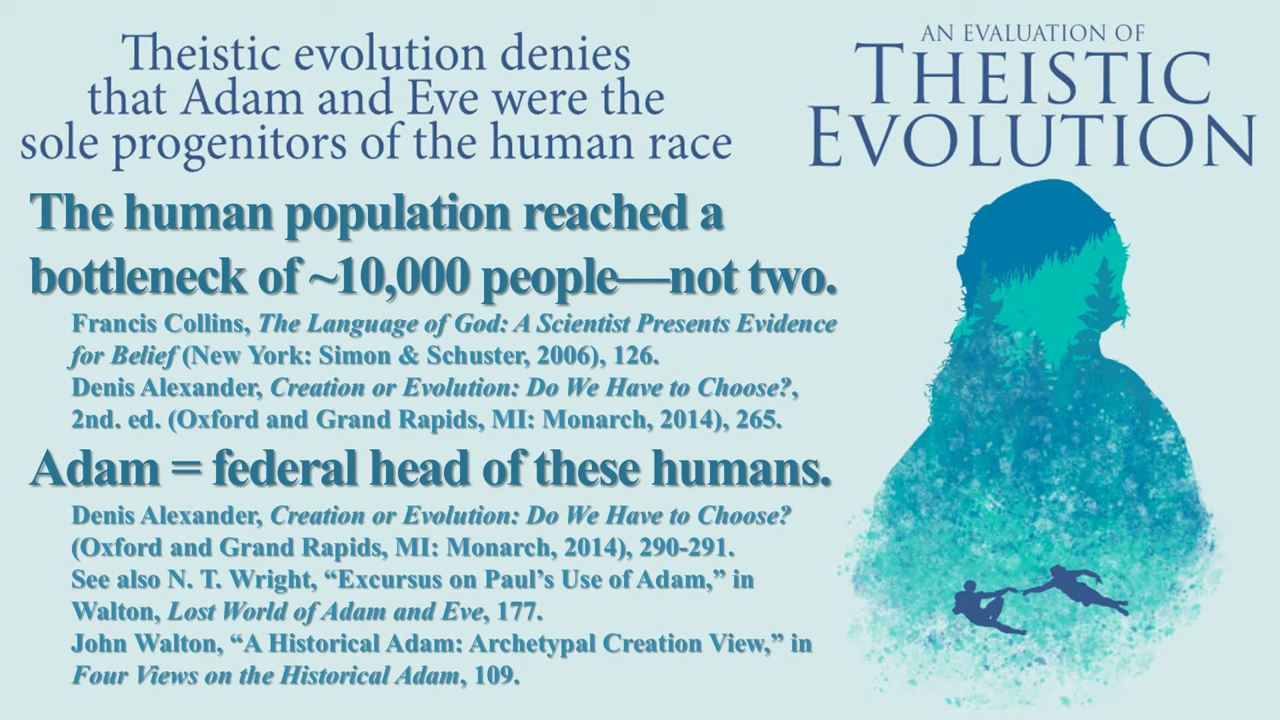 Theistic evolution denies
that Adam and Eve were the
sole progenitors of the human race
AN EVALUATION OF
THEISTIC
EVOLUTION
The human population reached a
bottleneck of ~10,000 people—not two.
Francis Collins, The Language of God: A Scientist Presents Evidence
for Belief (New York: Simon & Schuster, 2006), 126.
Denis Alexander, Creation or Evolution: Do We Have to Choose?,
2nd. ed. (Oxford and Grand Rapids, MI: Monarch, 2014), 265.
Adam = federal head of these humans.
Denis Alexander, Creation or Evolution: Do We Have to Choose?
(Oxford and Grand Rapids, MI: Monarch, 2014), 290-291.
See also N. T. Wright, “Excursus on Paul’s Use of Adam,” in
Walton, Lost World of Adam and Eve, 177.
John Walton, “A Historical Adam: Archetypal Creation View,” in
Four Views on the Historical Adam, 109.